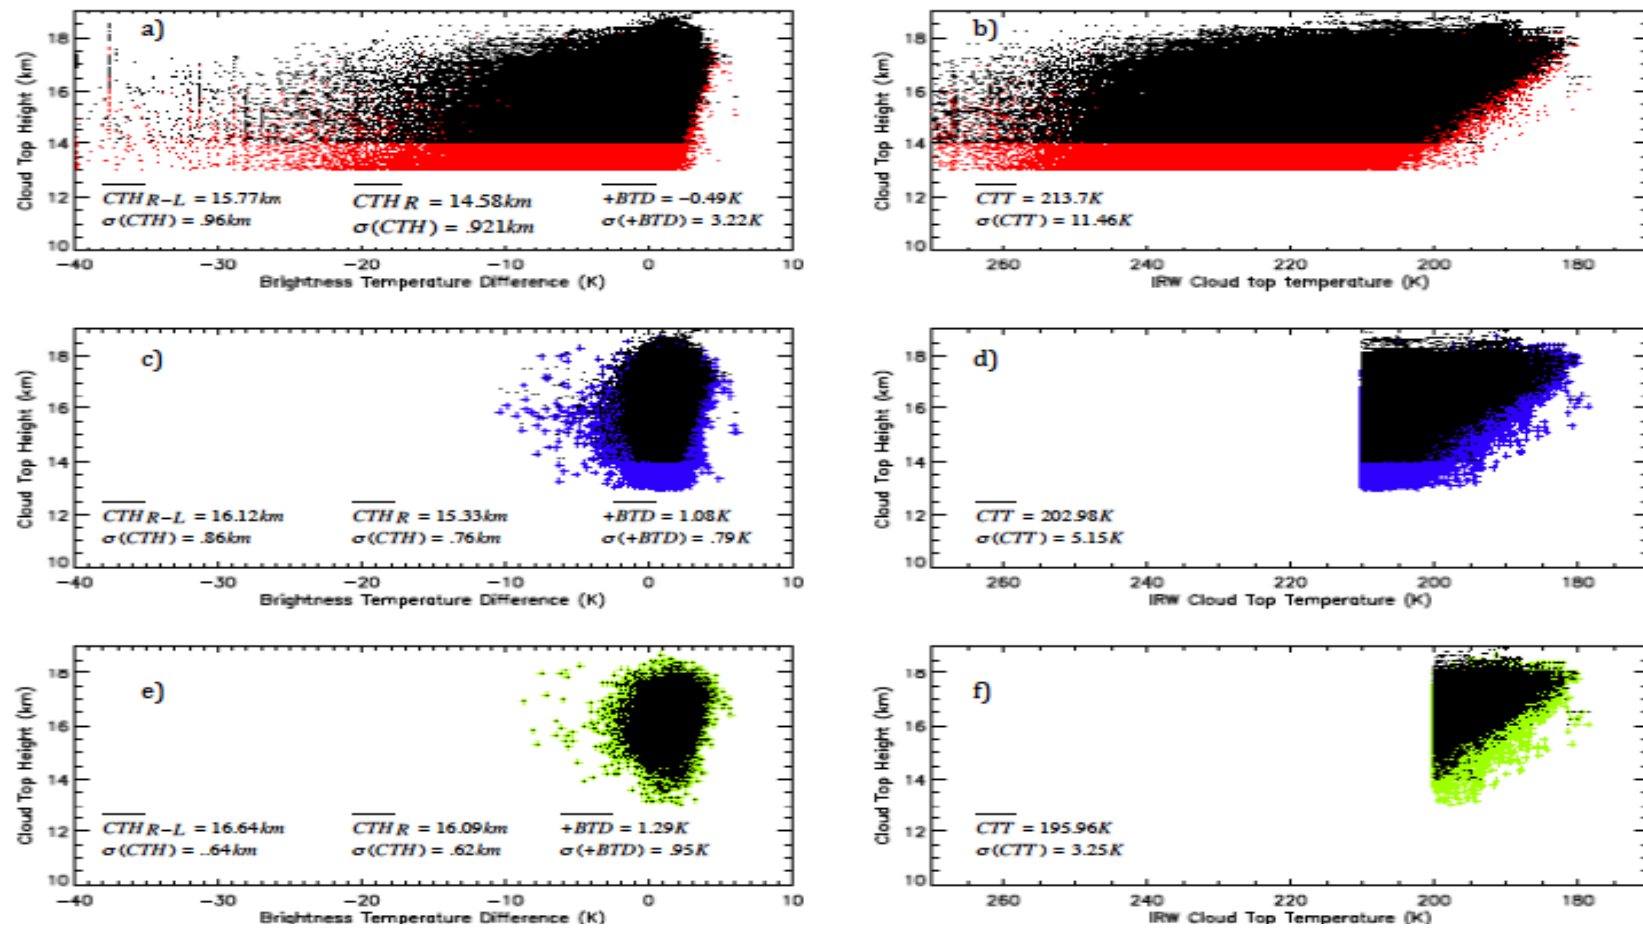 a)
Cloud Top Height (km)
18
16
14
12
10
CTH R−L = 15.77km
σ(CTH) = .96km
CTH R = 14.58km
σ(CTH) = .921km
+BTD = −0.49K
σ(+BTD) = 3.22K
−40 −30 −20 −10 0 10
Brightness Temperature Difference (K)
b)
Cloud Top Height (km)
18
16
14
12
10
CTT = 213.7K
σ(CTT) = 11.46K
260 240 220 200 180
IRW Cloud top temperature (K)
c)
Cloud Top Height (km)
18
16
14
12
10
CTH R−L = 16.12km
σ(CTH) = .86km
CTH R = 15.33km
σ(CTH) = .76km
+BTD = 1.08K
σ(+BTD) = .79K
−40 −30 −20 −10 0 10
Brightness Temperature Difference (K)
d)
Cloud Top Height (km)
18
16
14
12
10
CTT = 202.98K
σ(CTT) = 5.15K
260 240 220 200 180
IRW Cloud Top Temperature (K)
e)
Cloud Top Height (km)
18
16
14
12
10
CTH R−L = 16.64km
σ(CTH) = ..64km
CTH R = 16.09km
σ(CTH) = .62km
+BTD = 1.29K
σ(+BTD) = .95K
−40 −30 −20 −10 0 10
Brightness Temperature Difference (K)
f)
Cloud Top Height (km)
18
16
14
12
10
CTT = 195.96K
σ(CTT) = 3.25K
260 240 220 200 180
IRW Cloud Top Temperature (K)